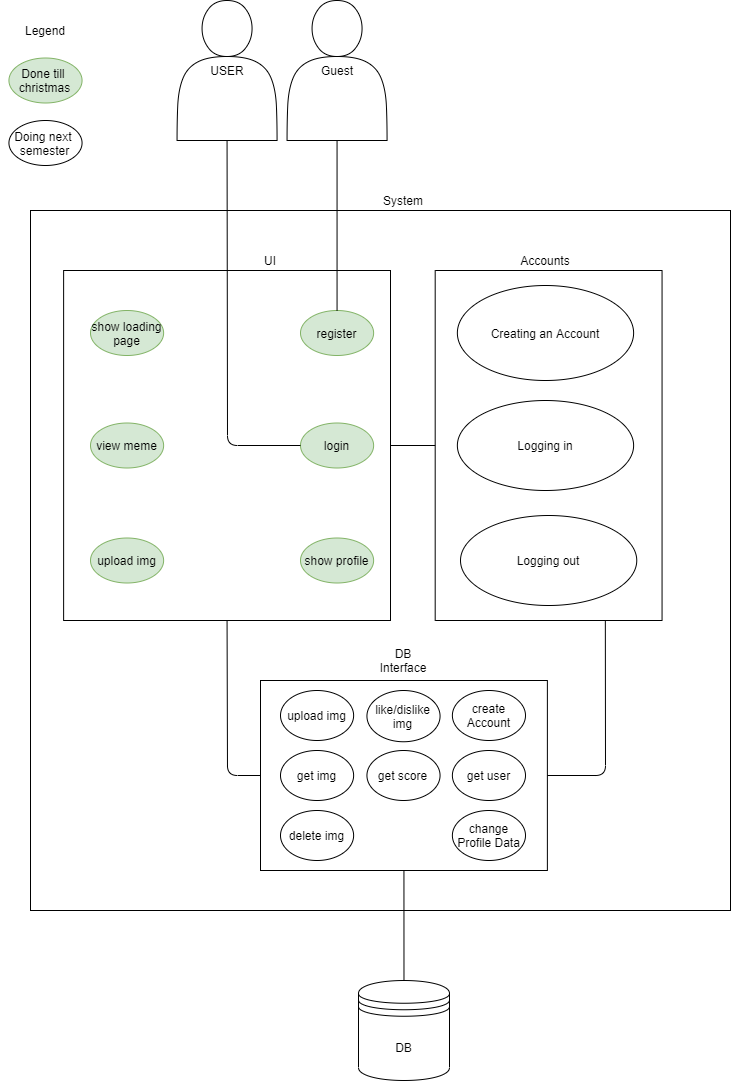 Legend
Done till
christmas
Doing next
semester
USER
Guest
System
UI
Accounts
show loading
page
register
Creating an Account
view meme
login
Logging in
upload img
show profile
Logging out
DB
Interface
upload img
like/dislike
img
create
Account
get img
get score
get user
delete img
change
Profile Data
DB